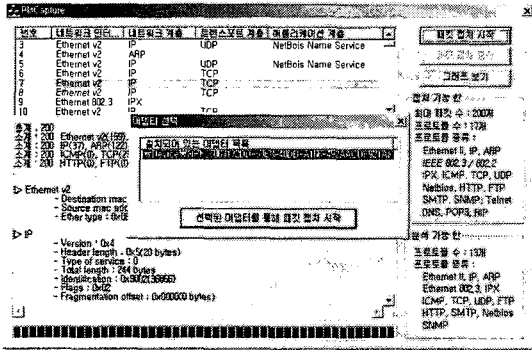 PktCapture
번호 네트워크 인터... 네트워크 계층 트랜스포트 계층 어플리케이션 계층
3 Ethernet v2 IP UDP NetBios Name Service
4 Ethernet v2 ARP
5 Ethernet v2 IP UDP NetBios Name Service
6 Ethernet v2 IP TCP
7 Ethernet v2 IP TCP
8 Ethernet v2 IP TCP
9 Ethernet 802.3 IPX
10 Ethernet v2 IP TCP
패킷 캡쳐 시작
그래프 보기
총계 : 200
소계 : 200 Ethernet v2(199),
소계 : 200 IP(37), ARP(122)
소계 : 200 ICMP(0), TCP(2
소계 : 200 HTTP(0), FTP(0)
어댑터 선택
설치되어 있는 어댑터 목록
선택한 어댑터를 통해 패킷 캡쳐 시작
Ethernet v2
- Destination mac
- Source mac add
- Ether type : 0x08
IP
- Version : 0x4
- Header length : 0x5(20 bytes)
- Type of service : 0
- Total length : 244 bytes
- Identification :
- Flags : 0x02
- Fragmentation offset : 0x0000(0 bytes)
캡쳐 가능 한
최대 패킷 수 : 200개
프로토콜 수 : 17개
프로토콜 종류 :
Ethernet II, IP, ARP
IEEE 802.3 / 802.2
IPX, ICMP, TCP, UDP
Netbios, HTTP, FTP
SMTP, SNMP, Telnet
DNS, POP3, RIP
분석 가능 한
프로토콜 수 : 13개
프로토콜 종류 :
Ethernet II, IP, ARP
Ethernet 802.3, IPX
ICMP, TCP, UDP, FTP
HTTP, SMTP, Netbios
SNMP